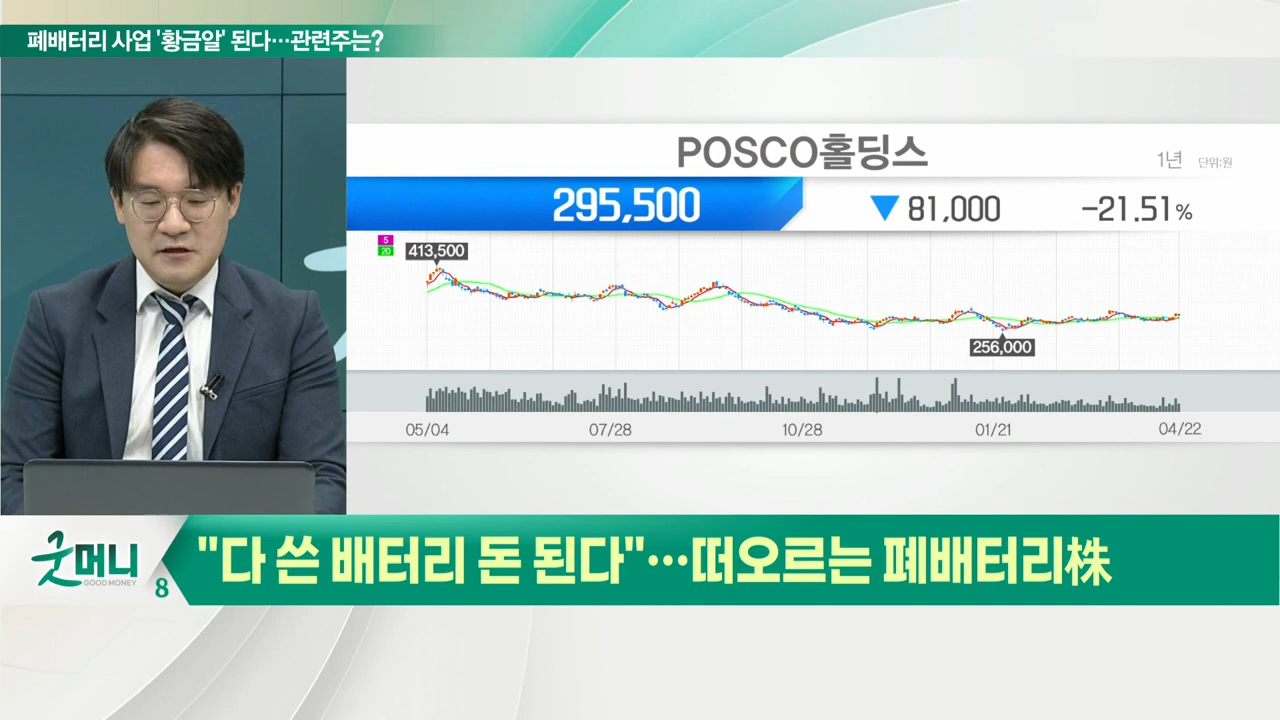 폐배터리 사업 '황금알' 된다…관련주는?
POSCO홀딩스
1년 단위:원
295,500 ▼ 81,000 -21.51%
5
20
413,500
256,000
05/04 07/28 10/28 01/21 04/22
굿머니
GOOD MONEY
8
"다 쓴 배터리 돈 된다"…떠오르는 폐배터리株